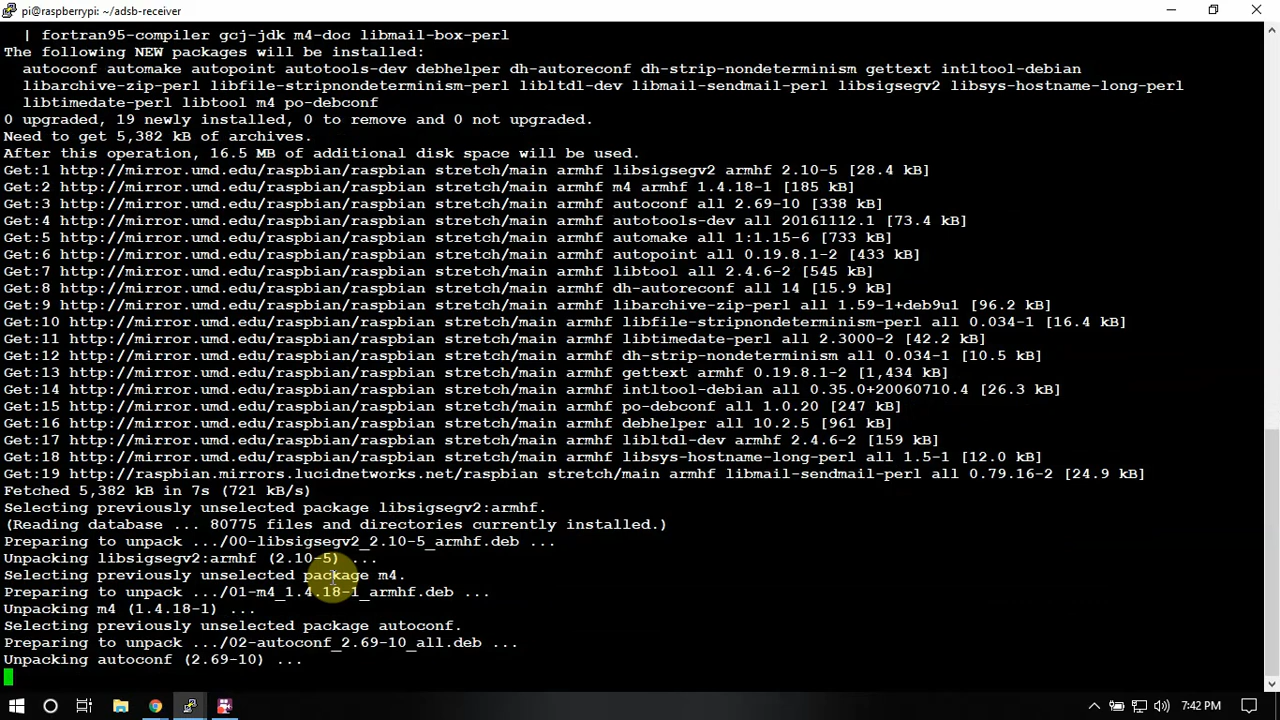 pi@raspberrypi: ~/adsb-receiver
| fortran95-compiler gcj-jdk m4-doc libmail-box-perl
The following NEW packages will be installed:
autoconf automake autopoint autotools-dev debhelper dh-autoreconf dh-strip-nondeterminism gettext intltool-debian
libarchive-zip-perl libfile-stripnondeterminism-perl libltdl-dev libmail-sendmail-perl libsigsegv2 libsys-hostname-long-perl
libtimedate-perl libtool m4 po-debconf
0 upgraded, 19 newly installed, 0 to remove and 0 not upgraded.
Need to get 5,382 kB of archives.
After this operation, 16.5 MB of additional disk space will be used.
Get:1 http://mirror.umd.edu/raspbian/raspbian stretch/main armhf libsigsegv2 armhf 2.10-5 [28.4 kB]
Get:2 http://mirror.umd.edu/raspbian/raspbian stretch/main armhf m4 armhf 1.4.18-1 [185 kB]
Get:3 http://mirror.umd.edu/raspbian/raspbian stretch/main armhf autoconf all 2.69-10 [338 kB]
Get:4 http://mirror.umd.edu/raspbian/raspbian stretch/main armhf autotools-dev all 20161112.1 [73.4 kB]
Get:5 http://mirror.umd.edu/raspbian/raspbian stretch/main armhf automake all 1:1.15-6 [733 kB]
Get:6 http://mirror.umd.edu/raspbian/raspbian stretch/main armhf autopoint all 0.19.8.1-2 [433 kB]
Get:7 http://mirror.umd.edu/raspbian/raspbian stretch/main armhf libtool all 2.4.6-2 [545 kB]
Get:8 http://mirror.umd.edu/raspbian/raspbian stretch/main armhf dh-autoreconf all 14 [15.9 kB]
Get:9 http://mirror.umd.edu/raspbian/raspbian stretch/main armhf libarchive-zip-perl all 1.59-1+deb9u1 [96.2 kB]
Get:10 http://mirror.umd.edu/raspbian/raspbian stretch/main armhf libfile-stripnondeterminism-perl all 0.034-1 [16.4 kB]
Get:11 http://mirror.umd.edu/raspbian/raspbian stretch/main armhf libtimedate-perl all 2.3000-2 [42.2 kB]
Get:12 http://mirror.umd.edu/raspbian/raspbian stretch/main armhf dh-strip-nondeterminism all 0.034-1 [10.5 kB]
Get:13 http://mirror.umd.edu/raspbian/raspbian stretch/main armhf gettext armhf 0.19.8.1-2 [1,434 kB]
Get:14 http://mirror.umd.edu/raspbian/raspbian stretch/main armhf intltool-debian all 0.35.0+20060710.4 [26.3 kB]
Get:15 http://mirror.umd.edu/raspbian/raspbian stretch/main armhf po-debconf all 1.0.20 [247 kB]
Get:16 http://mirror.umd.edu/raspbian/raspbian stretch/main armhf debhelper all 10.2.5 [961 kB]
Get:17 http://mirror.umd.edu/raspbian/raspbian stretch/main armhf libltdl-dev armhf 2.4.6-2 [159 kB]
Get:18 http://mirror.umd.edu/raspbian/raspbian stretch/main armhf libsys-hostname-long-perl all 1.5-1 [12.0 kB]
Get:19 http://raspbian.mirrors.lucidnetworks.net/raspbian stretch/main armhf libmail-sendmail-perl all 0.79.16-2 [24.9 kB]
Fetched 5,382 kB in 7s (721 kB/s)
Selecting previously unselected package libsigsegv2:armhf.
(Reading database ... 80775 files and directories currently installed.)
Preparing to unpack .../00-libsigsegv2_2.10-5_armhf.deb ...
Unpacking libsigsegv2:armhf (2.10-5) ...
Selecting previously unselected package m4.
Preparing to unpack .../01-m4_1.4.18-1_armhf.deb ...
Unpacking m4 (1.4.18-1) ...
Selecting previously unselected package autoconf.
Preparing to unpack .../02-autoconf_2.69-10_all.deb ...
Unpacking autoconf (2.69-10) ...
7:42 PM